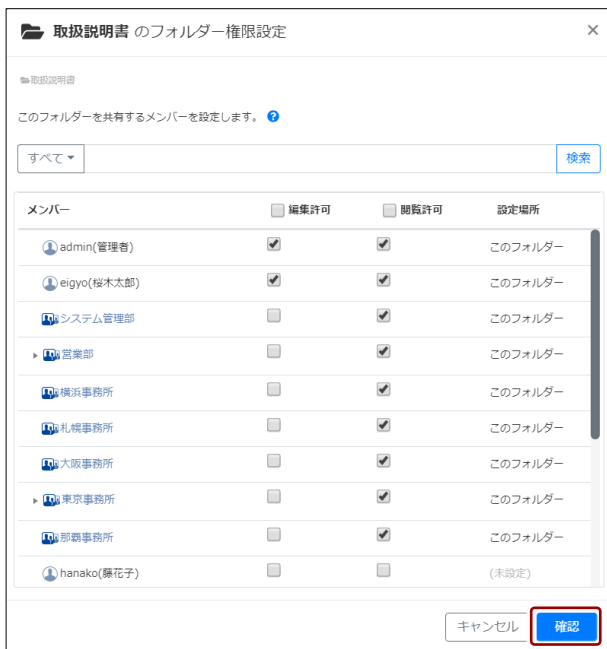 取扱説明書 のフォルダー権限設定
取扱説明書
このフォルダーを共有するメンバーを設定します。
すべて 検索
メンバー 編集許可 閲覧許可 設定場所
admin(管理者) このフォルダー
eigyo(桜木太郎) このフォルダー
システム管理部 このフォルダー
営業部 このフォルダー
横浜事務所 このフォルダー
札幌事務所 このフォルダー
大阪事務所 このフォルダー
東京事務所 このフォルダー
那覇事務所 このフォルダー
hanako(藤花子) (未設定)
キャンセル 確認